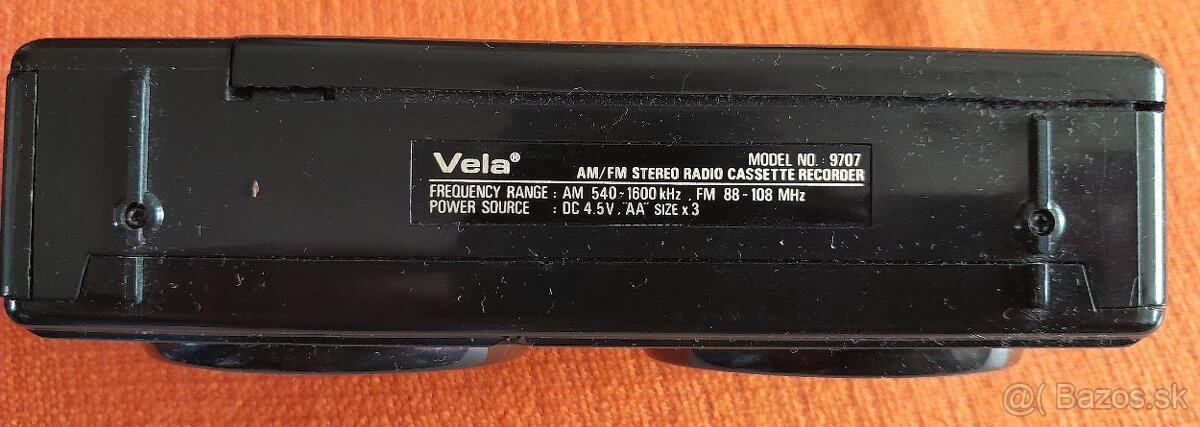 Vela®
MODEL NO. : 9707
AM/FM STEREO RADIO CASSETTE RECORDER
FREQUENCY RANGE : AM 540~1600 kHz , FM 88~108 MHz
POWER SOURCE : DC 4.5V, "AA" SIZE x 3
@( Bazos.sk